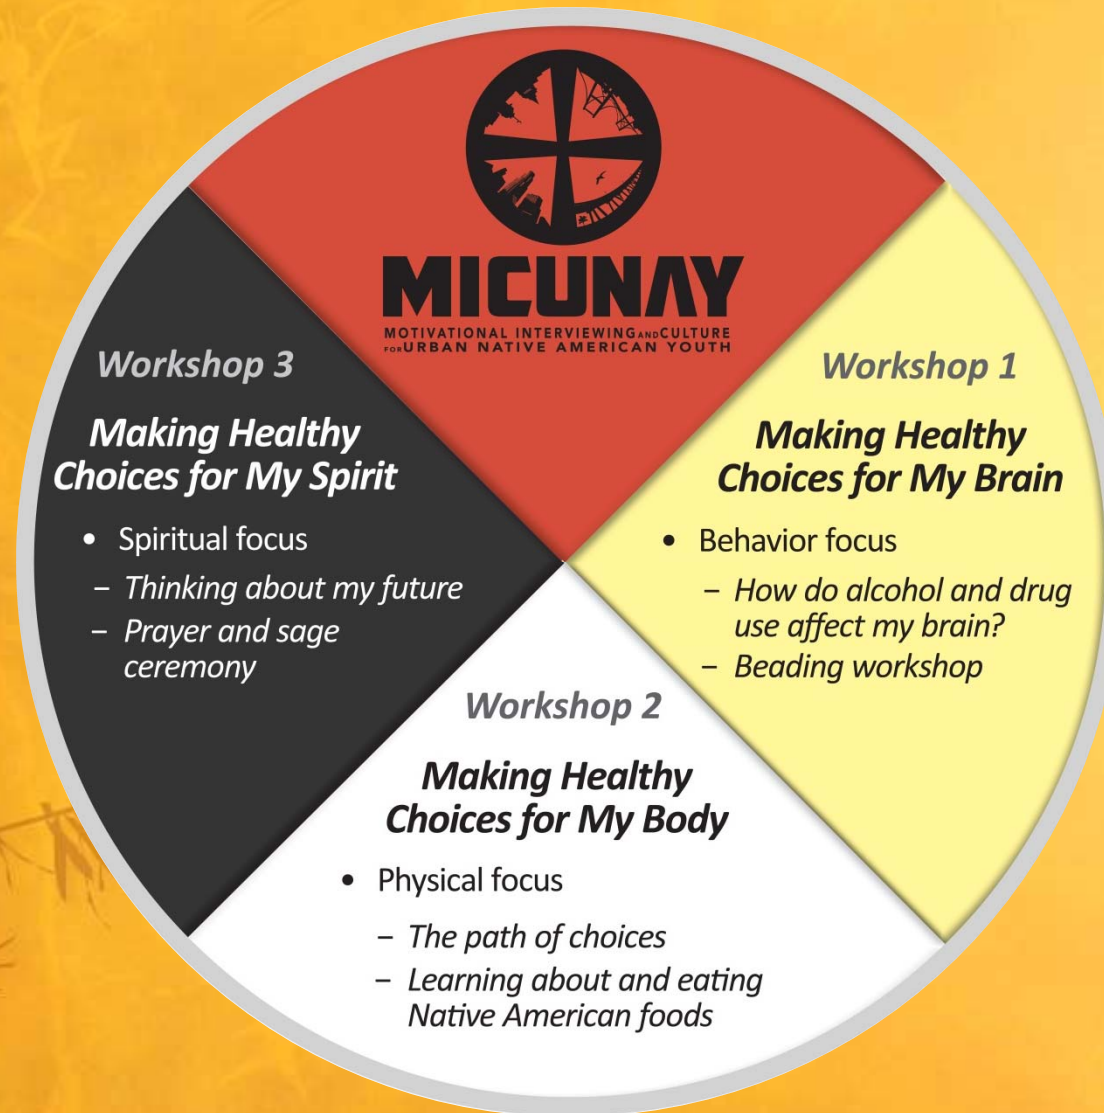 MICUNAY
MOTIVATIONAL INTERVIEWING AND CULTURE
FOR URBAN NATIVE AMERICAN YOUTH
Workshop 1
Making Healthy
Choices for My Brain
• Behavior focus
– How do alcohol and drug
use affect my brain?
– Beading workshop
Workshop 2
Making Healthy
Choices for My Body
• Physical focus
– The path of choices
– Learning about and eating
Native American foods
Workshop 3
Making Healthy
Choices for My Spirit
• Spiritual focus
– Thinking about my future
– Prayer and sage
ceremony